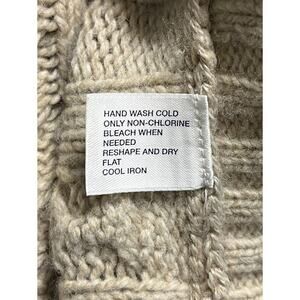 HAND WASH COLD
ONLY NON-CHLORINE
BLEACH WHEN
NEEDED
RESHAPE AND DRY
FLAT
COOL IRON